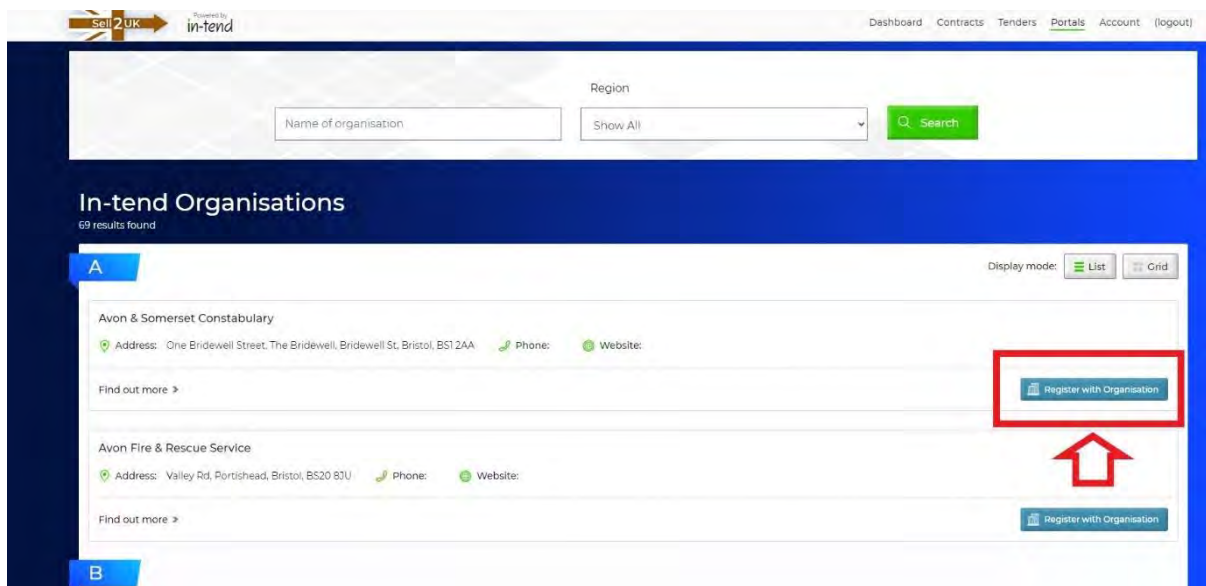 Sell2UK
Powered by
in-tend
Dashboard Contracts Tenders Portals Account (logout)
Region
Name of organisation
Show All
Search
In-tend Organisations
69 results found
A
Display mode: List Grid
Avon & Somerset Constabulary
Address: One Bridewell Street, The Bridewell, Bridewell St, Bristol, BS1 2AA Phone: Website:
Find out more »
Register with Organisation
Avon Fire & Rescue Service
Address: Valley Rd, Portishead, Bristol, BS20 8JU Phone: Website:
Find out more »
Register with Organisation
B